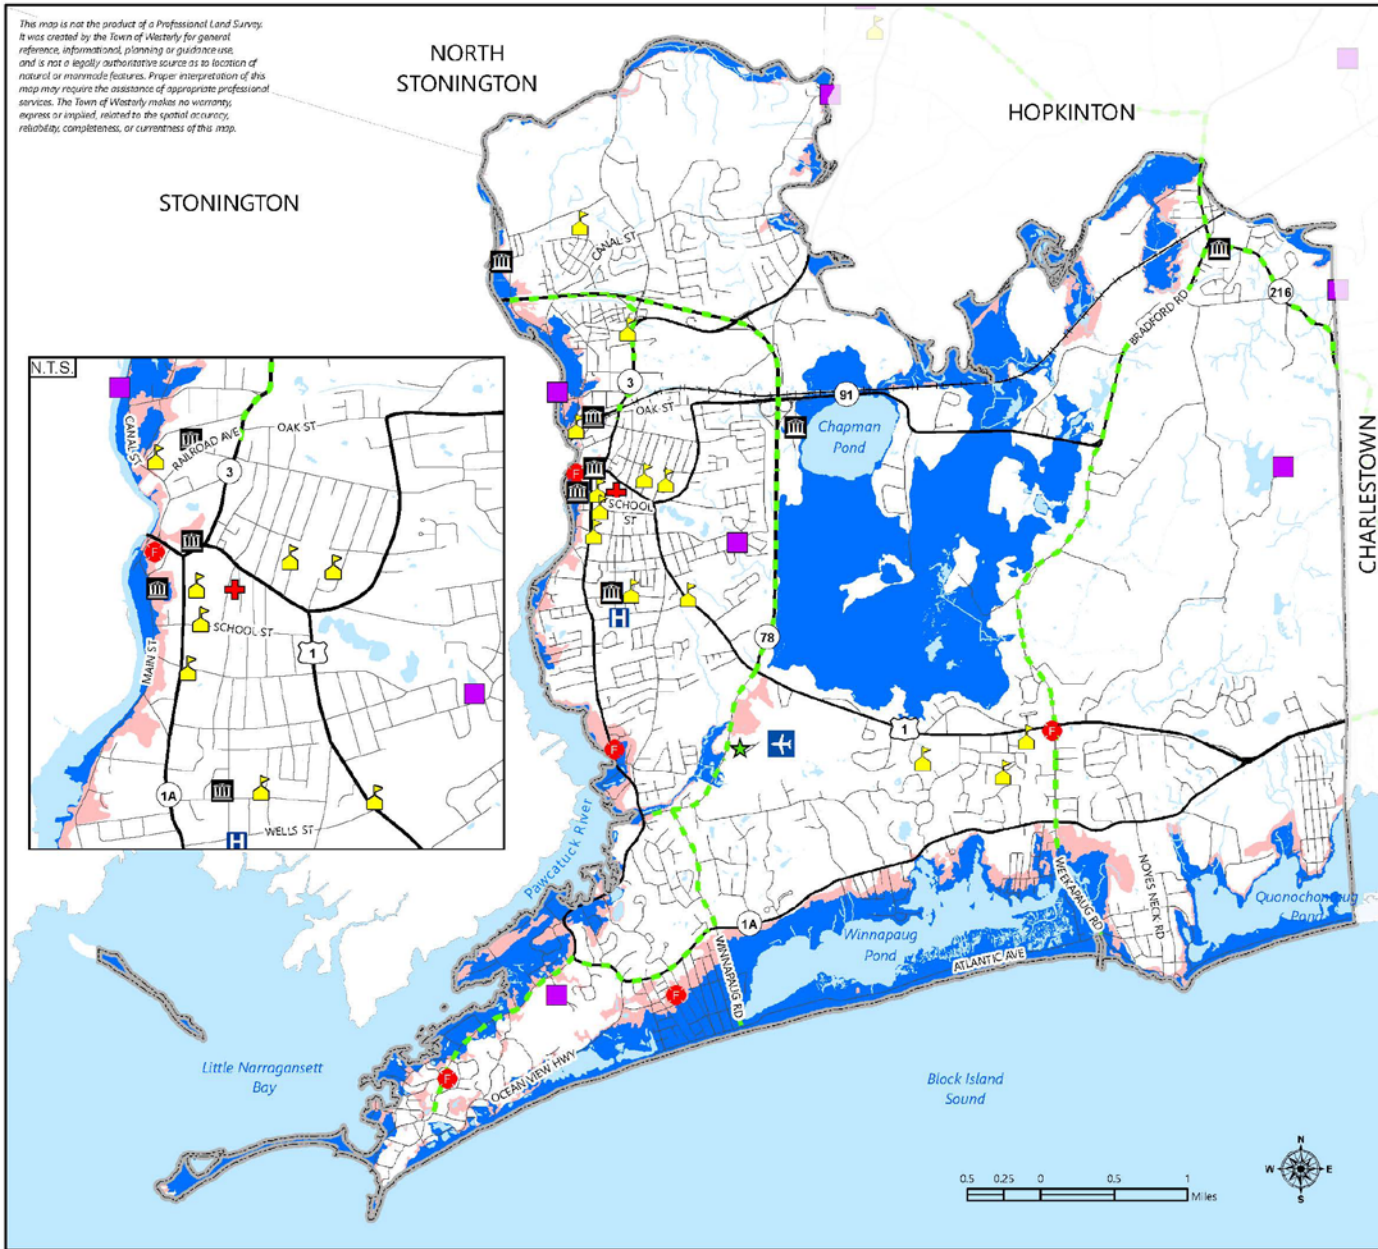 This map is not the product of a Professional Land Survey.
It was created by the Town of Westerly for general
reference, informational, planning or guidance use,
and is not a legally authoritative source as to location of
natural or manmade features. Proper interpretation of this
map may require the assistance of appropriate professional
services. The Town of Westerly makes no warranty,
express or implied, related to the spatial accuracy,
reliability, completeness, or currentness of this map.
NORTH
STONINGTON
HOPKINTON
STONINGTON
CANAL ST
216
BRADFORD RD
N.T.S.
3
OAK ST
91
Chapman
Pond
CHARLESTOWN
CANAL ST
RAILROAD AVE
OAK ST
3
F
SCHOOL
ST
F
SCHOOL ST
MAIN ST
1
H
78
1A
WELLS ST
H
F
1
F
Pawcatuck River
WEEKAPAUG RD
NOYES NECK RD
Quonochontaug
Pond
1A
Winnapaug
Pond
WINNAPAUG RD
ATLANTIC AVE
F
Little Narragansett
Bay
F
OCEAN VIEW HWY
Block Island
Sound
N
W E
S
0.5 0.25 0 0.5 1
Miles